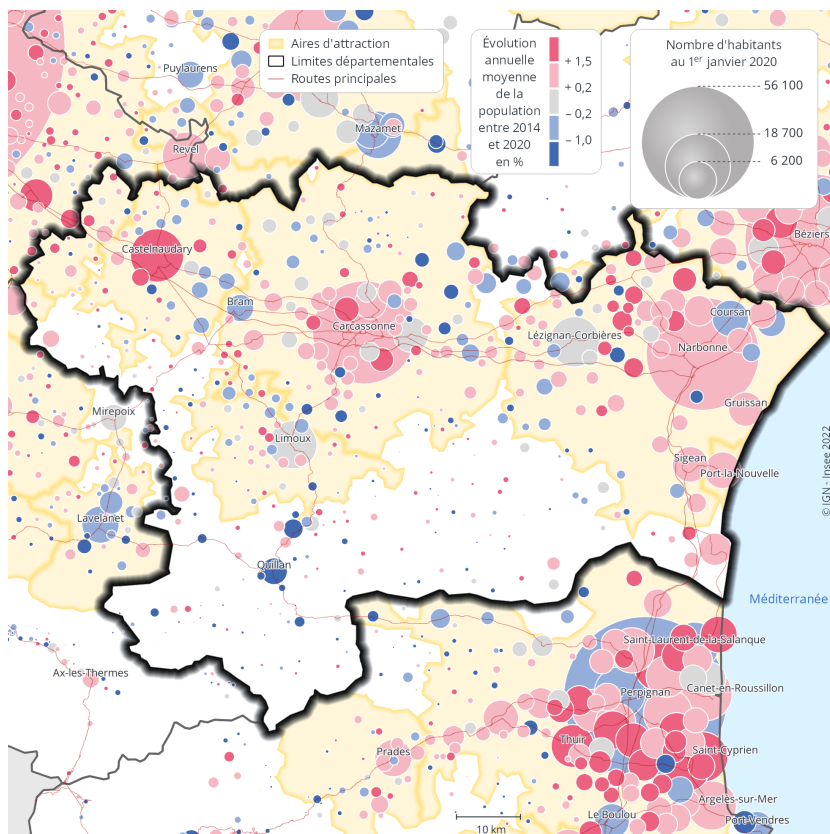 Aires d'attraction
Limites départementales
Routes principales
Évolution
annuelle
moyenne
de la
population
entre 2014
et 2020
en %
+ 1,5
+ 0,2
– 0,2
– 1,0
Nombre d'habitants
au 1er janvier 2020
56 100
18 700
6 200
Puylaurens
Mazamet
Revel
Béziers
Castelnaudary
Bram
Carcassonne
Coursan
Lézignan-Corbières
Narbonne
Gruissan
Mirepoix
Limoux
Sigean
Port-la-Nouvelle
Lavelanet
Quillan
Méditerranée
Saint-Laurent-de-la-Salanque
Ax-les-Thermes
Perpignan
Canet-en-Roussillon
Thuir
Saint-Cyprien
Prades
Argelès-sur-Mer
Le Boulou
Port-Vendres
10 km
© IGN - Insee 2022